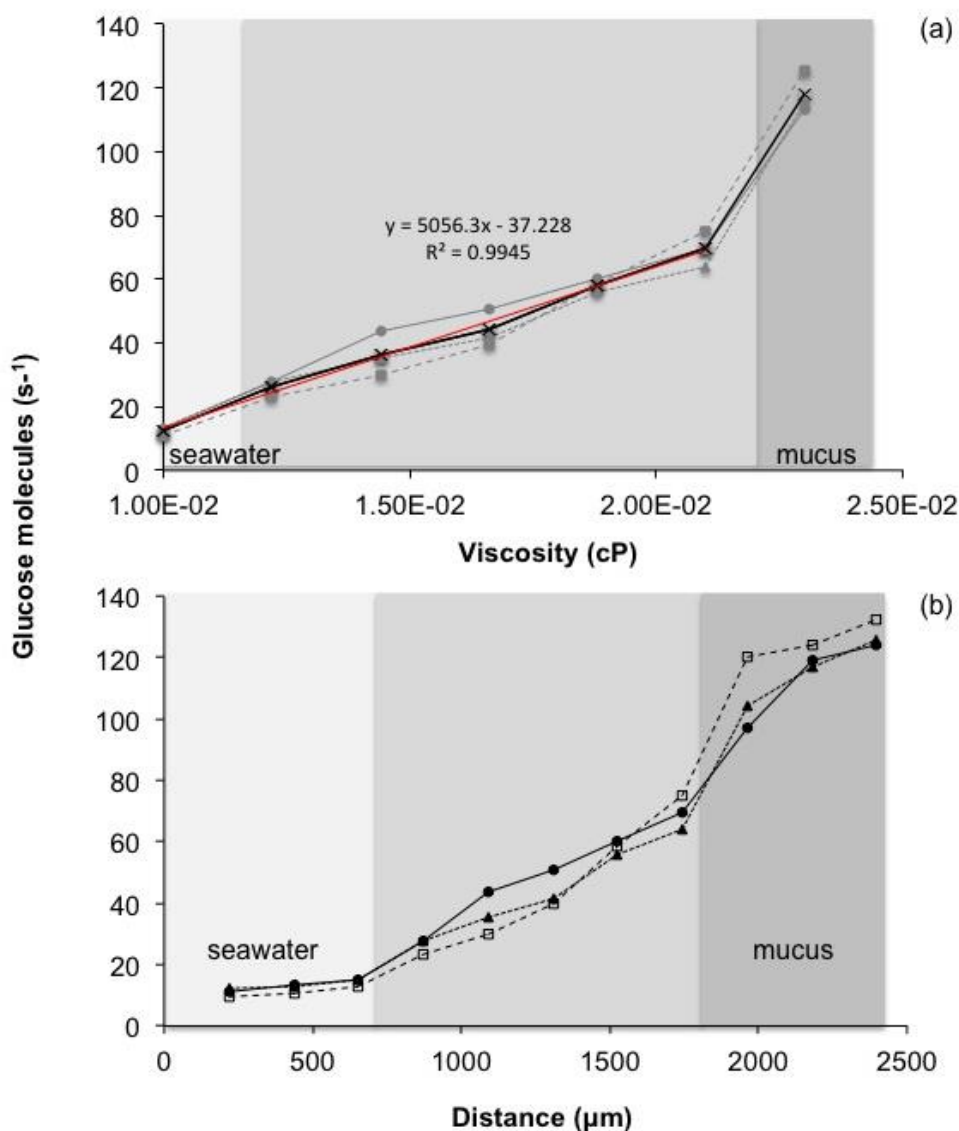 (a)
140
120
100
80
60
40
20
0
y = 5056.3x - 37.228
R² = 0.9945
seawater
mucus
1.00E-02 1.50E-02 2.00E-02 2.50E-02
Viscosity (cP)
Glucose molecules (s-¹)
(b)
140
120
100
80
60
40
20
0
seawater
mucus
0 500 1000 1500 2000 2500
Distance (µm)